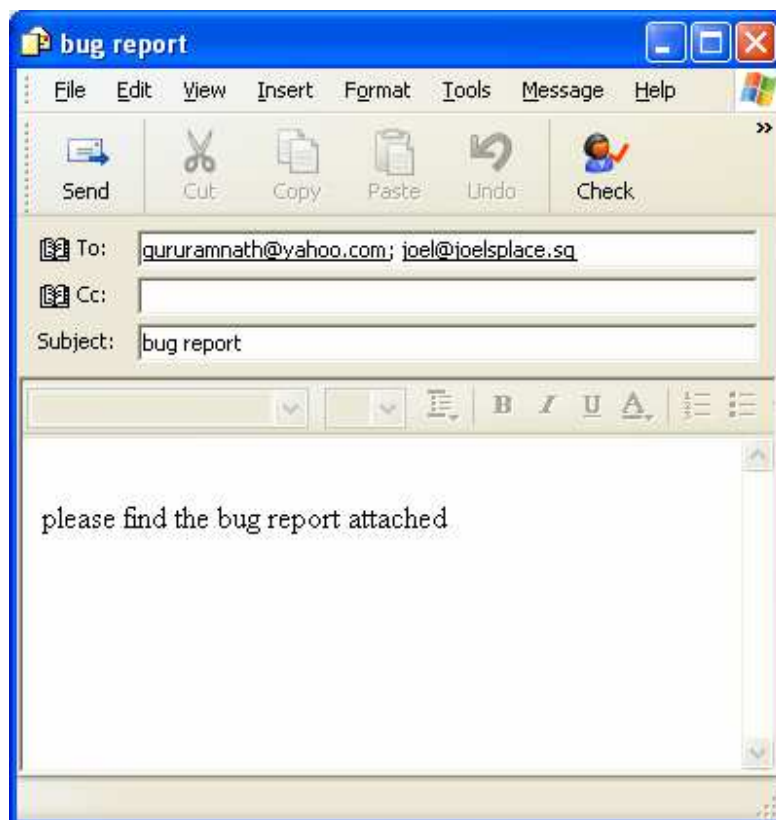 bug report
File Edit View Insert Format Tools Message Help
»
Send Cut Copy Paste Undo Check
To: gururamnath@yahoo.com; joel@joelsplace.sg
Cc:
Subject: bug report
B I U A
please find the bug report attached